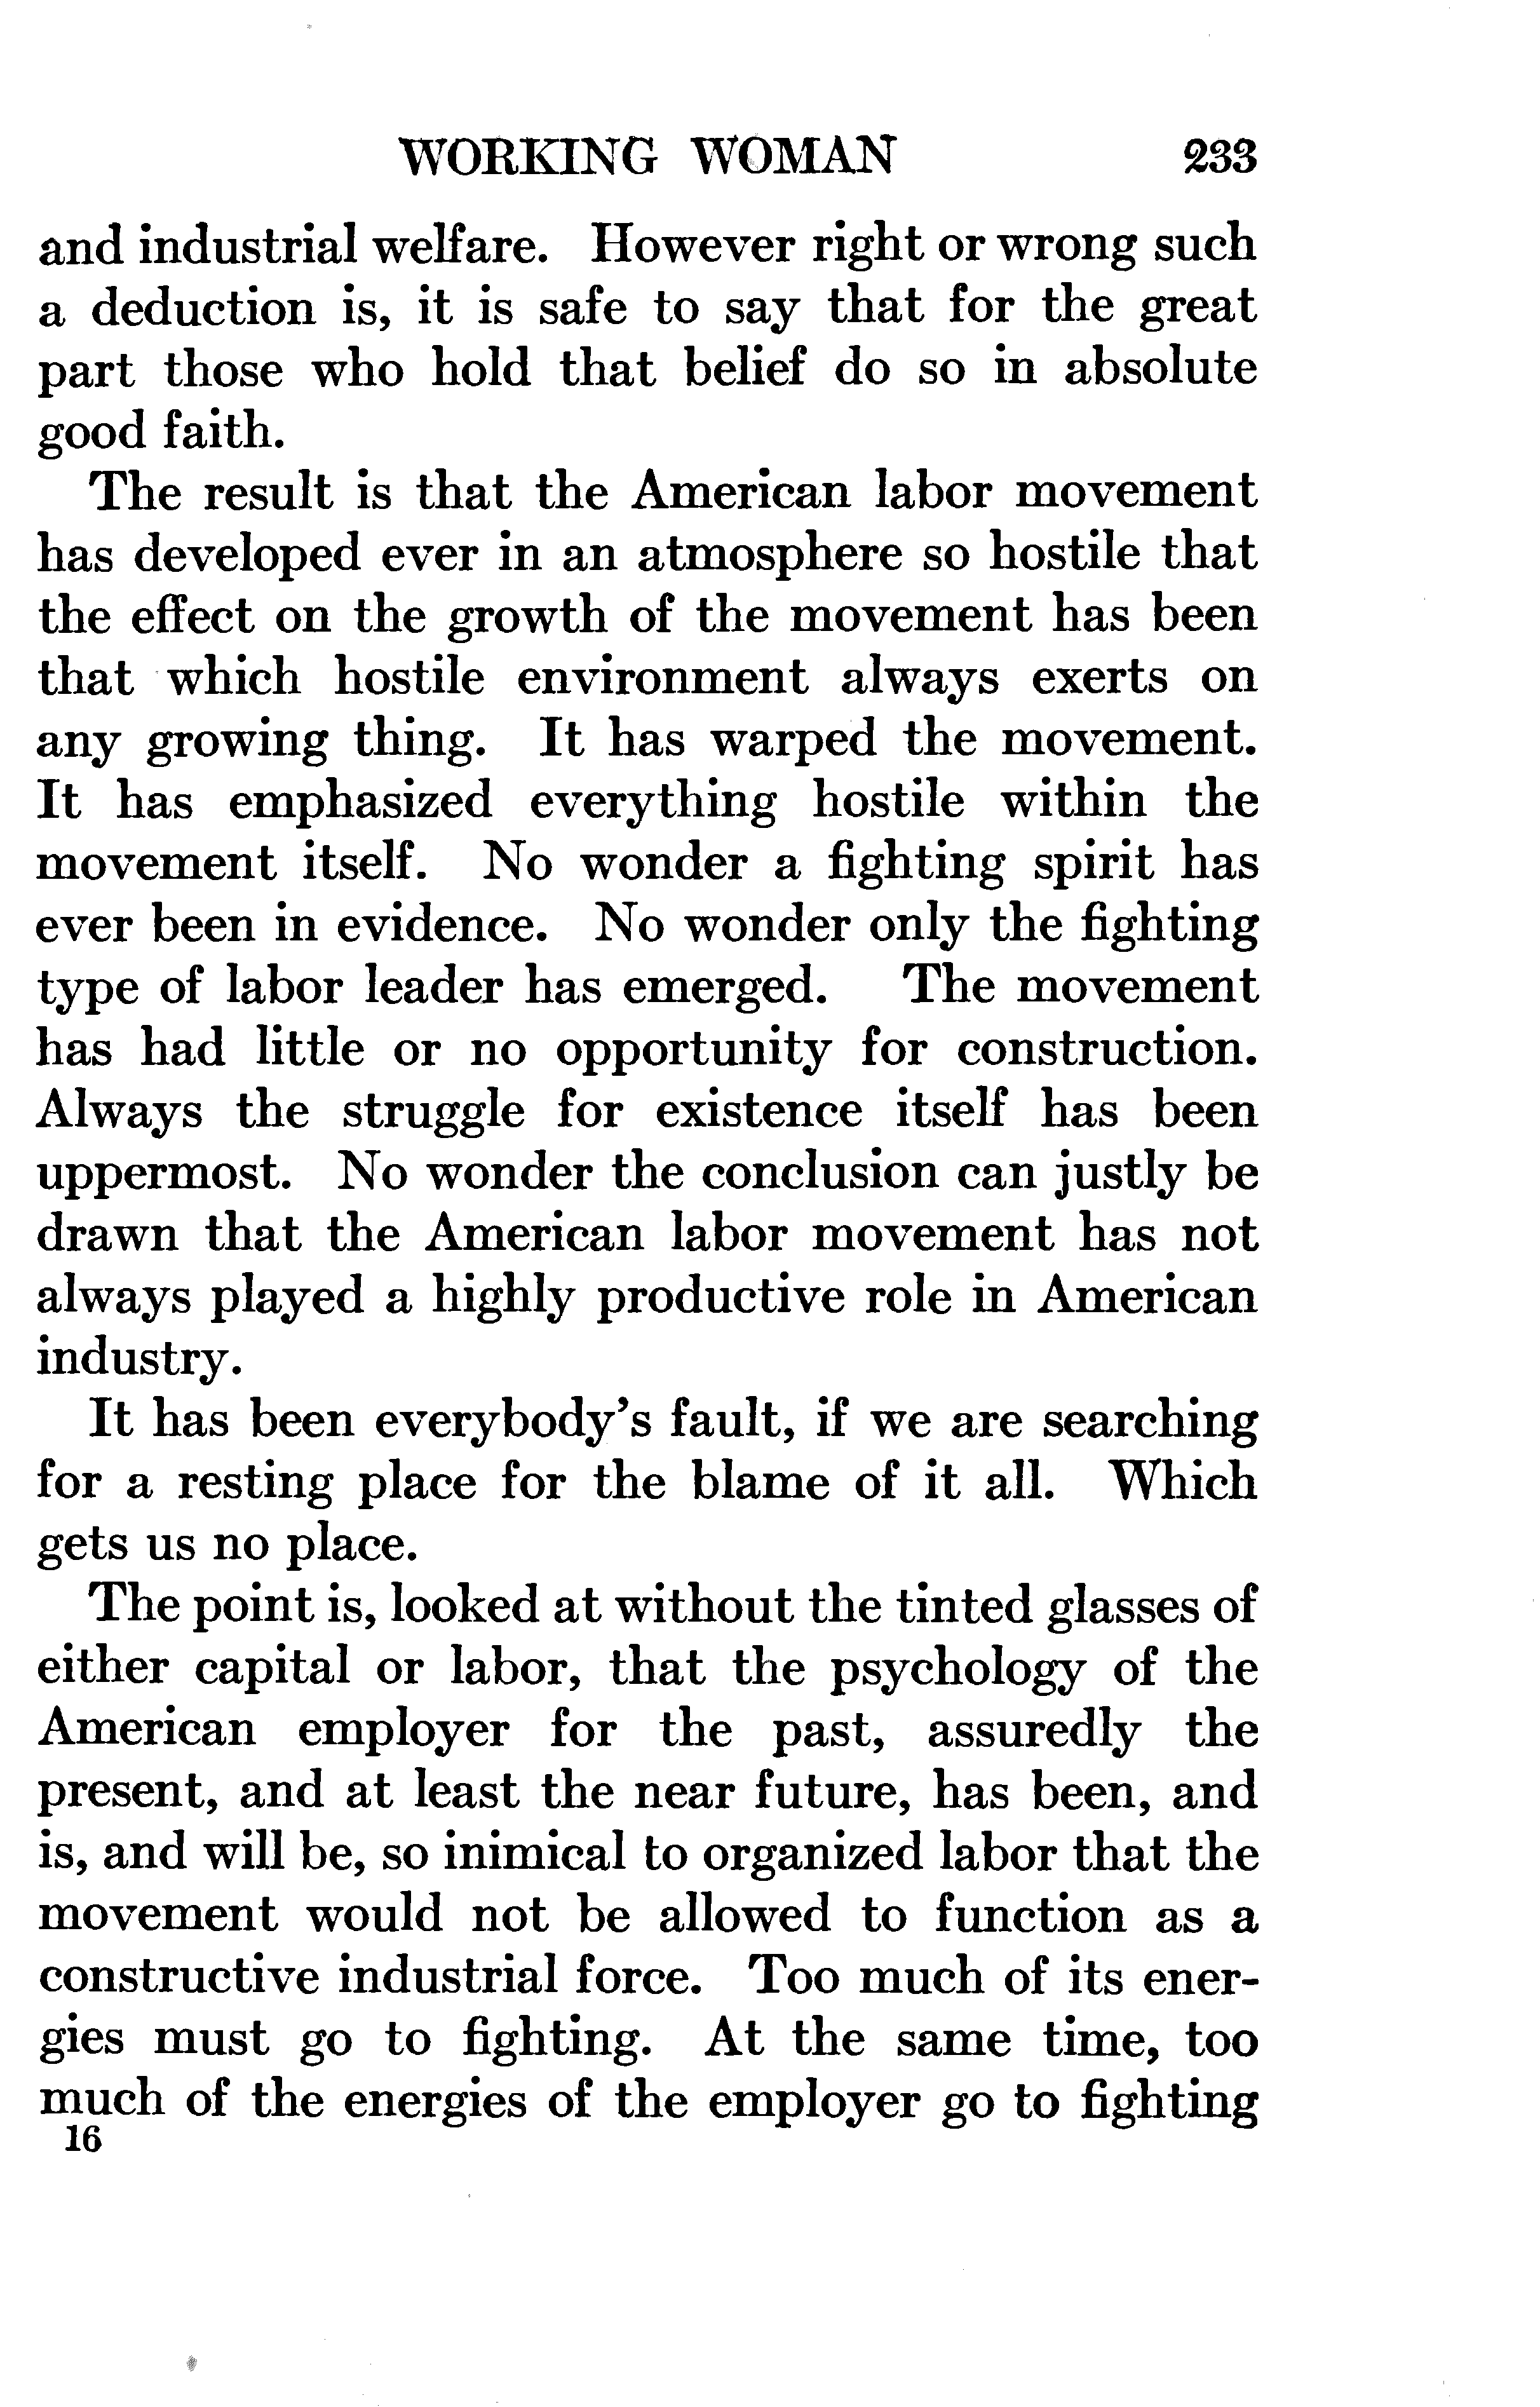 WORKING WOMAN 233
and industrial welfare. However right or wrong such
a deduction is, it is safe to say that for the great
part those who hold that belief do so in absolute
good faith.
The result is that the American labor movement
has developed ever in an atmosphere so hostile that
the effect on the growth of the movement has been
that which hostile environment always exerts on
any growing thing. It has warped the movement.
It has emphasized everything hostile within the
movement itself. No wonder a fighting spirit has
ever been in evidence. No wonder only the fighting
type of labor leader has emerged. The movement
has had little or no opportunity for construction.
Always the struggle for existence itself has been
uppermost. No wonder the conclusion can justly be
drawn that the American labor movement has not
always played a highly productive role in American
industry.
It has been everybody's fault, if we are searching
for a resting place for the blame of it all. Which
gets us no place.
The point is, looked at without the tinted glasses of
either capital or labor, that the psychology of the
American employer for the past, assuredly the
present, and at least the near future, has been, and
is, and will be, so inimical to organized labor that the
movement would not be allowed to function as a
constructive industrial force. Too much of its ener-
gies must go to fighting. At the same time, too
much of the energies of the employer go to fighting
16